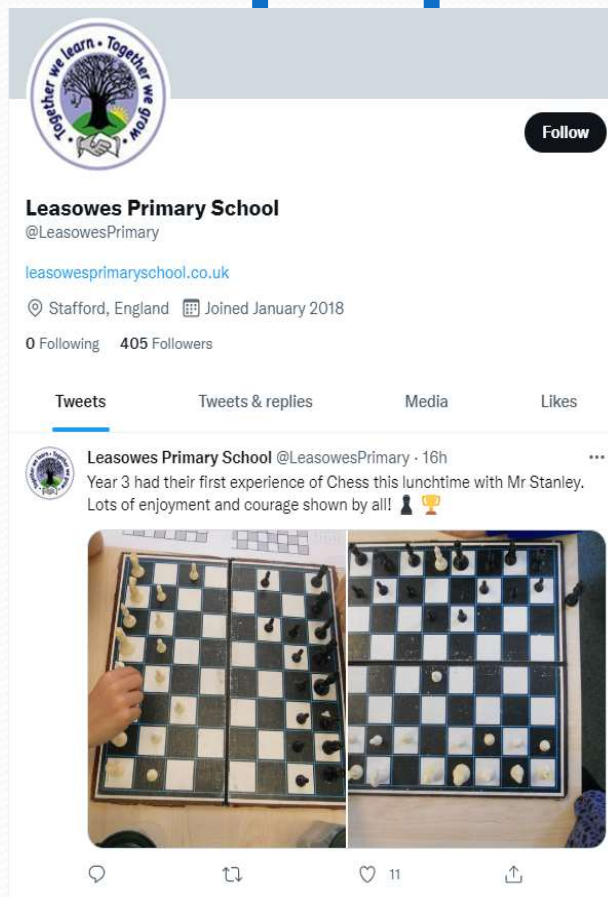 Together we learn • Together we grow •
Follow
Leasowes Primary School
@LeasowesPrimary
leasowesprimaryschool.co.uk
Stafford, England Joined January 2018
0 Following 405 Followers
Tweets Tweets & replies Media Likes
Leasowes Primary School @LeasowesPrimary · 16h
Year 3 had their first experience of Chess this lunchtime with Mr Stanley.
Lots of enjoyment and courage shown by all! ♟️ 🏆
11